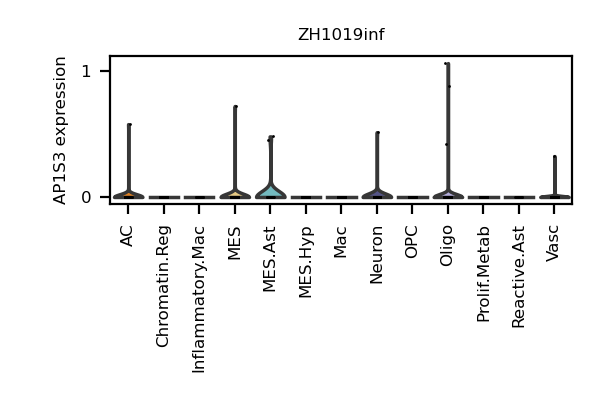 ZH1019inf
AP1S3 expression
1
0
AC
Chromatin.Reg
Inflammatory.Mac
MES
MES.Ast
MES.Hyp
Mac
Neuron
OPC
Oligo
Prolif.Metab
Reactive.Ast
Vasc